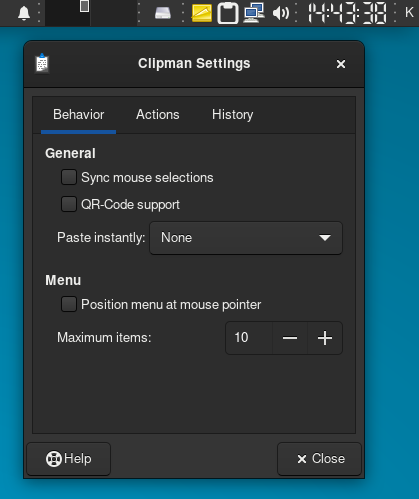 14:43:38 K
Clipman Settings
Behavior Actions History
General
Sync mouse selections
QR-Code support
Paste instantly: None
Menu
Position menu at mouse pointer
Maximum items: 10
Help Close